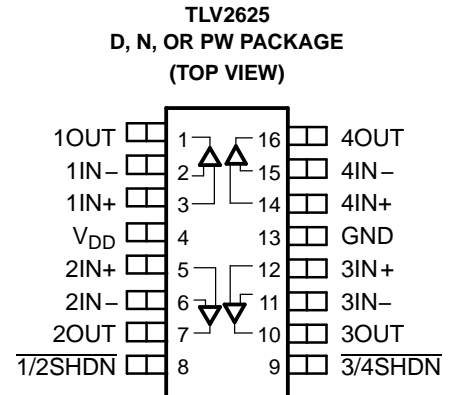 TLV2625
D, N, OR PW PACKAGE
(TOP VIEW)
1OUT 1 16 4OUT
1IN− 2 15 4IN−
1IN+ 3 14 4IN+
VDD 4 13 GND
2IN+ 5 12 3IN+
2IN− 6 11 3IN−
2OUT 7 10 3OUT
1/2SHDN 8 9 3/4SHDN